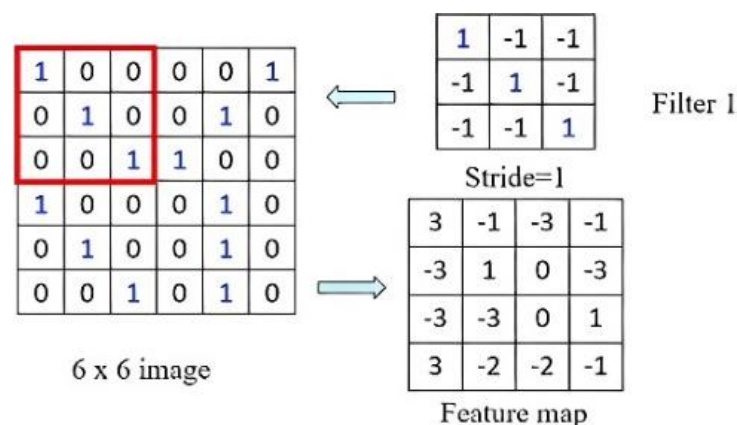 1 -1 -1
-1 1 -1
-1 -1 1
Filter 1
Stride=1
1 0 0 0 0 1
0 1 0 0 1 0
0 0 1 1 0 0
1 0 0 0 1 0
0 1 0 0 1 0
0 0 1 0 1 0
6 x 6 image
3 -1 -3 -1
-3 1 0 -3
-3 -3 0 1
3 -2 -2 -1
Feature map